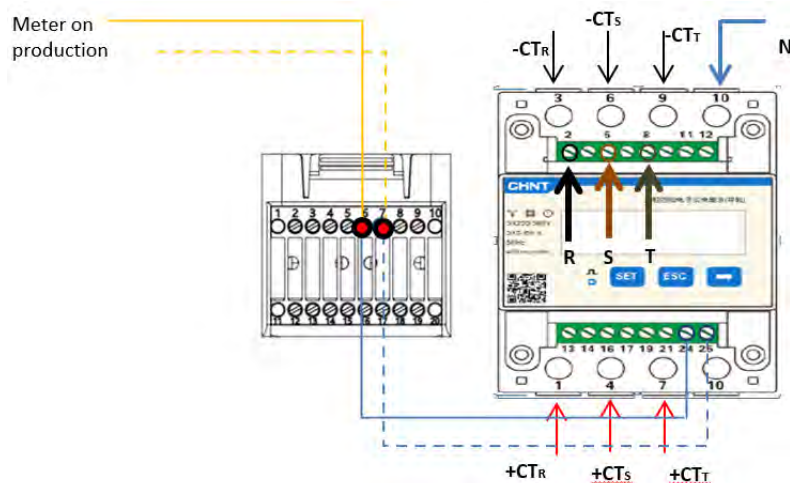 Meter on
production
-CTS
-CTR
-CTT
N
3 6 9 10
2 5 8 11 12
CHNT
R S T
SET ESC
1 2 3 4 5 6 7 8 9 10
11 12 13 14 15 16 17 18 19 20
13 14 16 17 19 21 24 25
1 4 7 10
+CTR +CTS +CTT